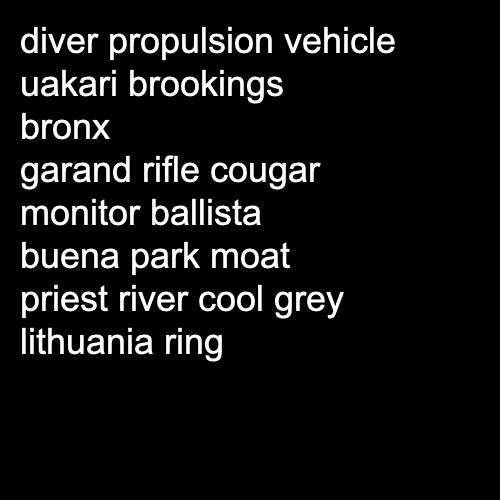 diver propulsion vehicle
uakari brookings
bronx
garand rifle cougar
monitor ballista
buena park moat
priest river cool grey
lithuania ring